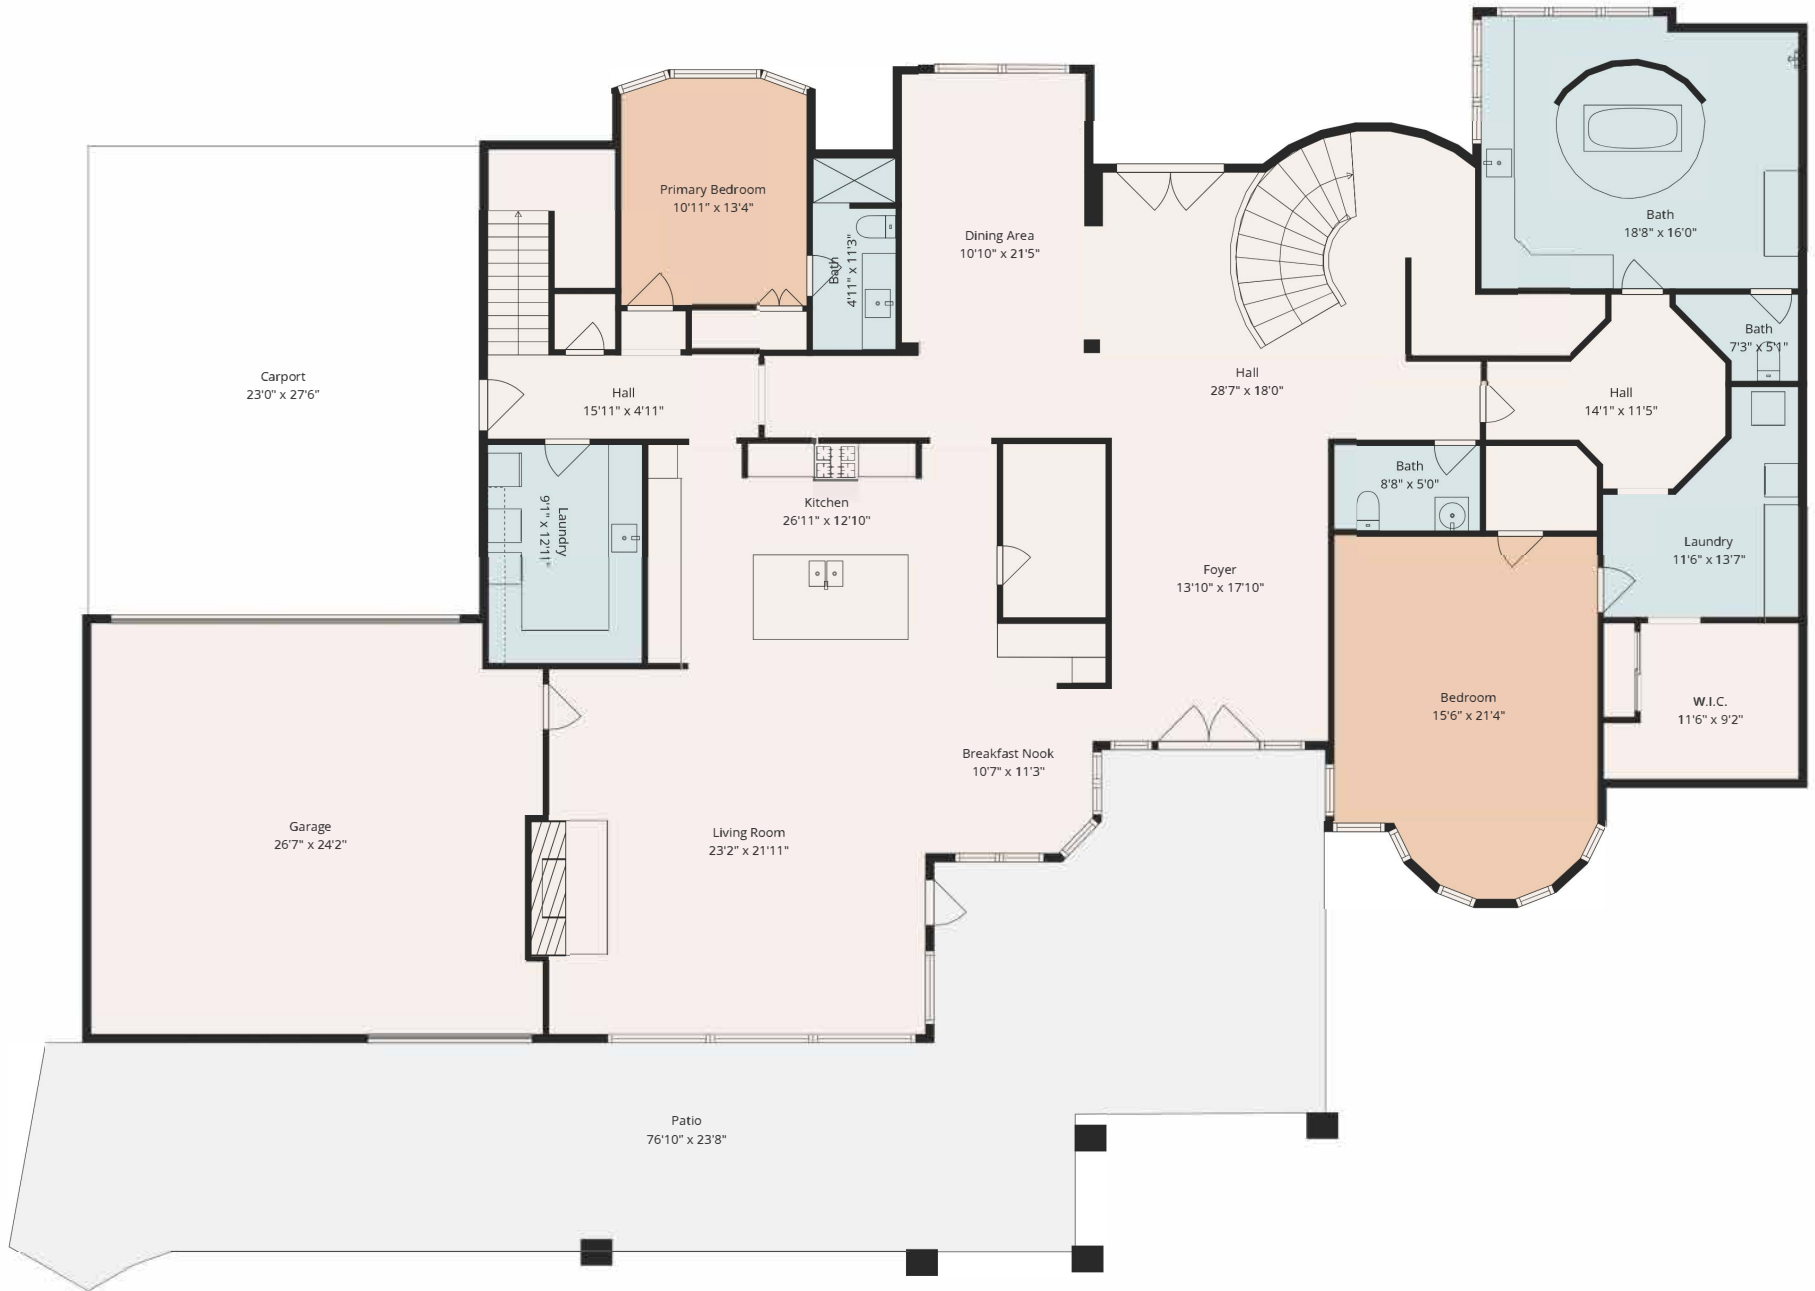 Bath
18'8" x 16'0"
Primary Bedroom
10'11" x 13'4"
Dining Area
10'10" x 21'5"
Bath
4'11" x 11'3"
Bath
7'3" x 5'1"
Carport
23'0" x 27'6"
Hall
15'11" x 4'11"
Hall
28'7" x 18'0"
Hall
14'1" x 11'5"
Bath
8'8" x 5'0"
Kitchen
26'11" x 12'10"
Laundry
9'1" x 12'11"
Laundry
11'6" x 13'7"
Foyer
13'10" x 17'10"
Bedroom
15'6" x 21'4"
W.I.C.
11'6" x 9'2"
Breakfast Nook
10'7" x 11'3"
Garage
26'7" x 24'2"
Living Room
23'2" x 21'11"
Patio
76'10" x 23'8"